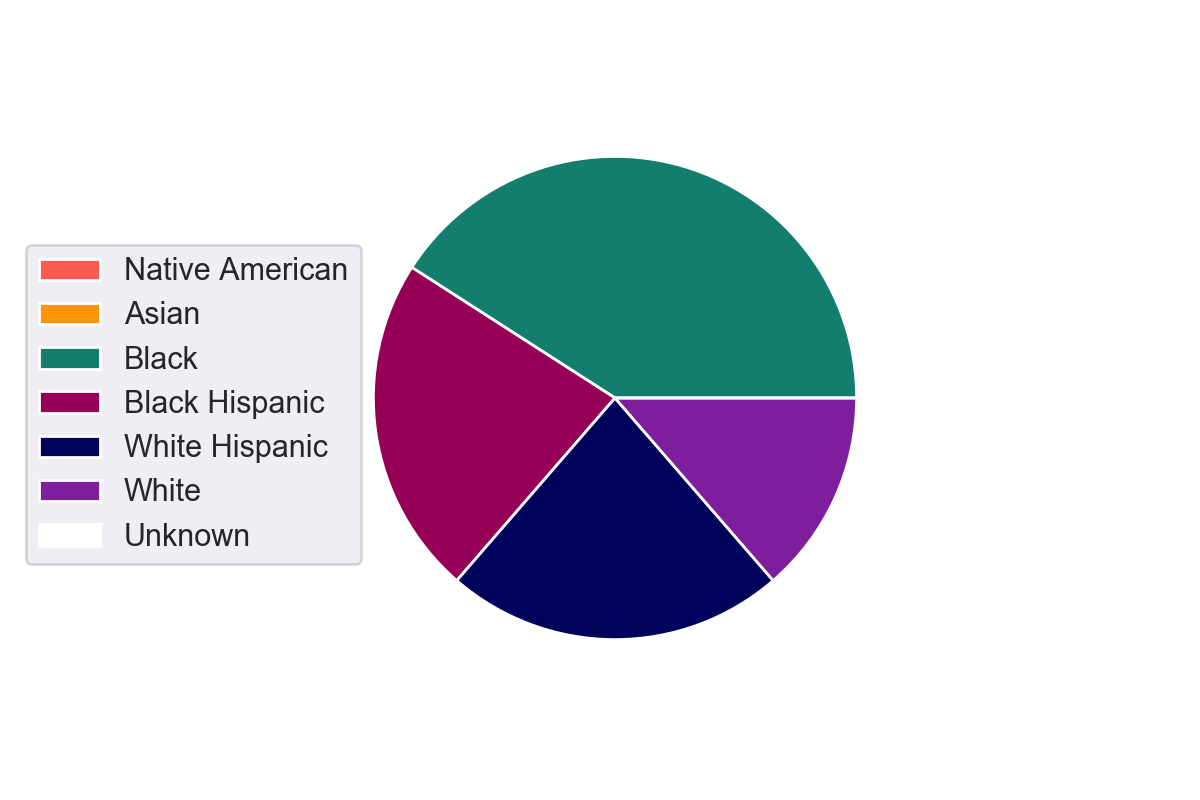 Native American
Asian
Black
Black Hispanic
White Hispanic
White
Unknown